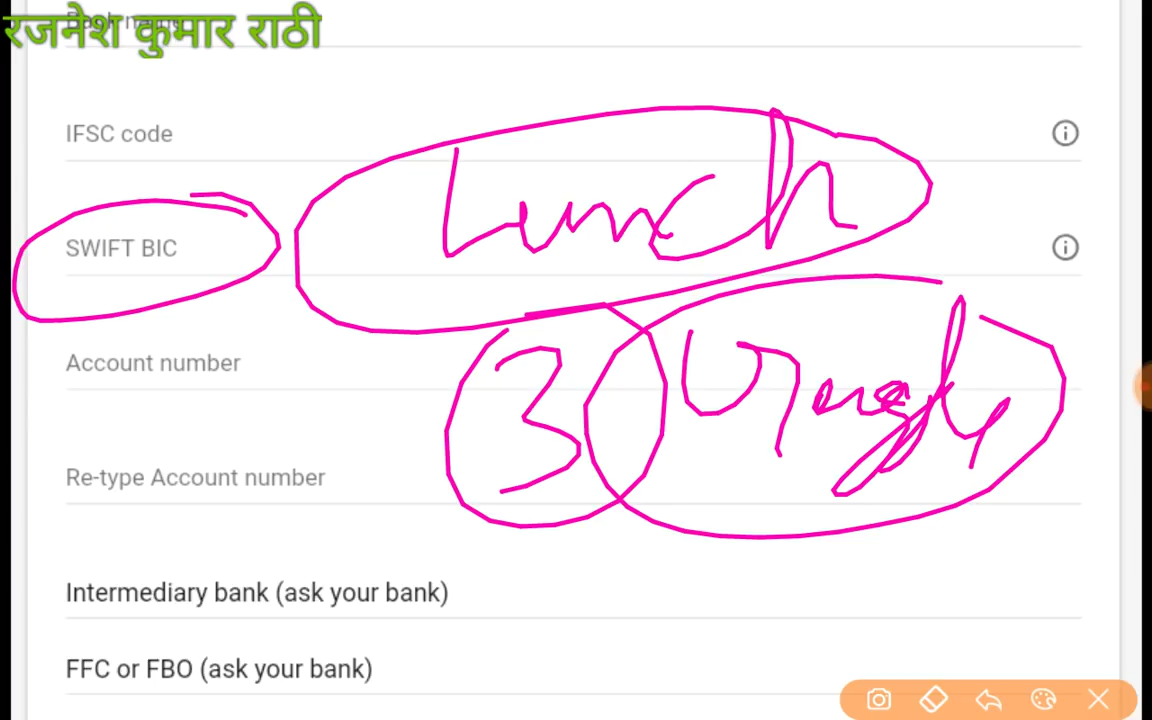 रजनेश कुमार राठी
IFSC code
SWIFT BIC
Lunch
Account number
3
Re-type Account number
Intermediary bank (ask your bank)
FFC or FBO (ask your bank)